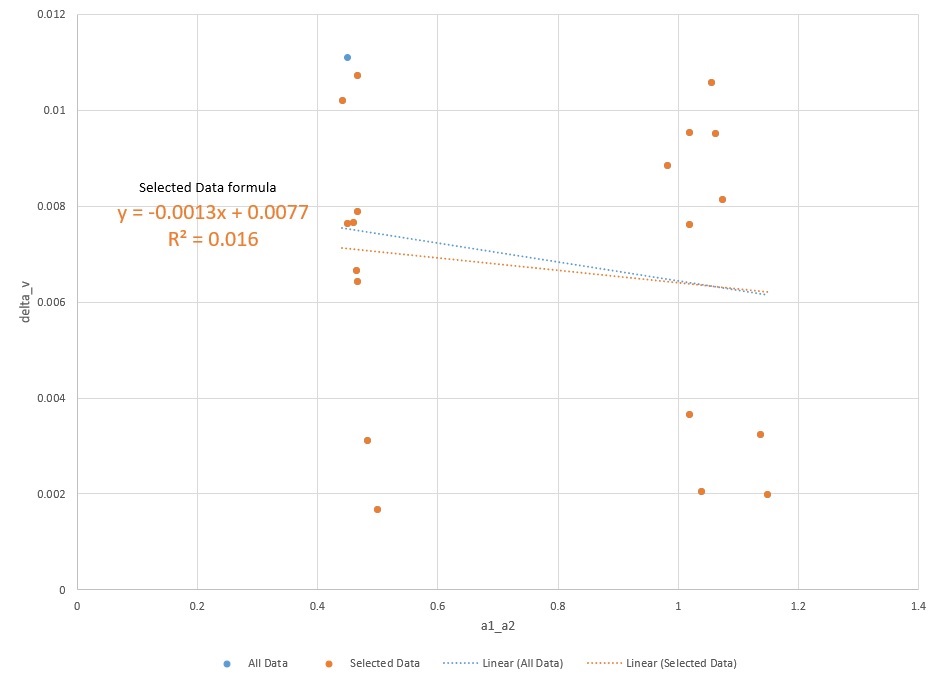 0.012
0.01
Selected Data formula
0.008
y = -0.0013x + 0.0077
R² = 0.016
0.006
delta_v
0.004
0.002
0
0 0.2 0.4 0.6 0.8 1 1.2 1.4
a1_a2
All Data Selected Data Linear (All Data) Linear (Selected Data)